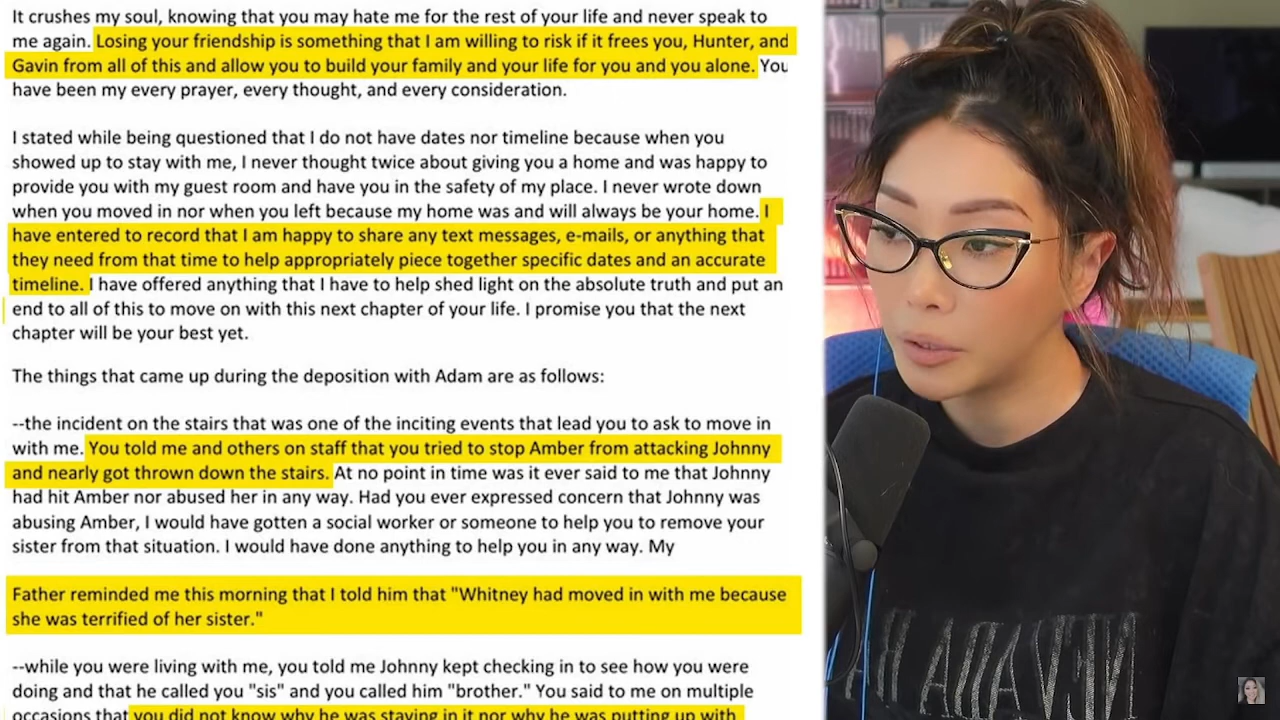 It crushes my soul, knowing that you may hate me for the rest of your life and never speak to
me again. Losing your friendship is something that I am willing to risk if it frees you, Hunter, and
Gavin from all of this and allow you to build your family and your life for you and you alone. You
have been my every prayer, every thought, and every consideration.
I stated while being questioned that I do not have dates nor timeline because when you
showed up to stay with me, I never thought twice about giving you a home and was happy to
provide you with my guest room and have you in the safety of my place. I never wrote down
when you moved in nor when you left because my home was and will always be your home. I
have entered to record that I am happy to share any text messages, e-mails, or anything that
they need from that time to help appropriately piece together specific dates and an accurate
timeline. I have offered anything that I have to help shed light on the absolute truth and put an
end to all of this to move on with this next chapter of your life. I promise you that the next
chapter will be your best yet.
The things that came up during the deposition with Adam are as follows:
--the incident on the stairs that was one of the inciting events that lead you to ask to move in
with me. You told me and others on staff that you tried to stop Amber from attacking Johnny
and nearly got thrown down the stairs. At no point in time was it ever said to me that Johnny
had hit Amber nor abused her in any way. Had you ever expressed concern that Johnny was
abusing Amber, I would have gotten a social worker or someone to help you to remove your
sister from that situation. I would have done anything to help you in any way. My
Father reminded me this morning that I told him that "Whitney had moved in with me because
she was terrified of her sister."
--while you were living with me, you told me Johnny kept checking in to see how you were
doing and that he called you "sis" and you called him "brother." You said to me on multiple
occasions that you did not know why he was staying in it nor why he was putting up with